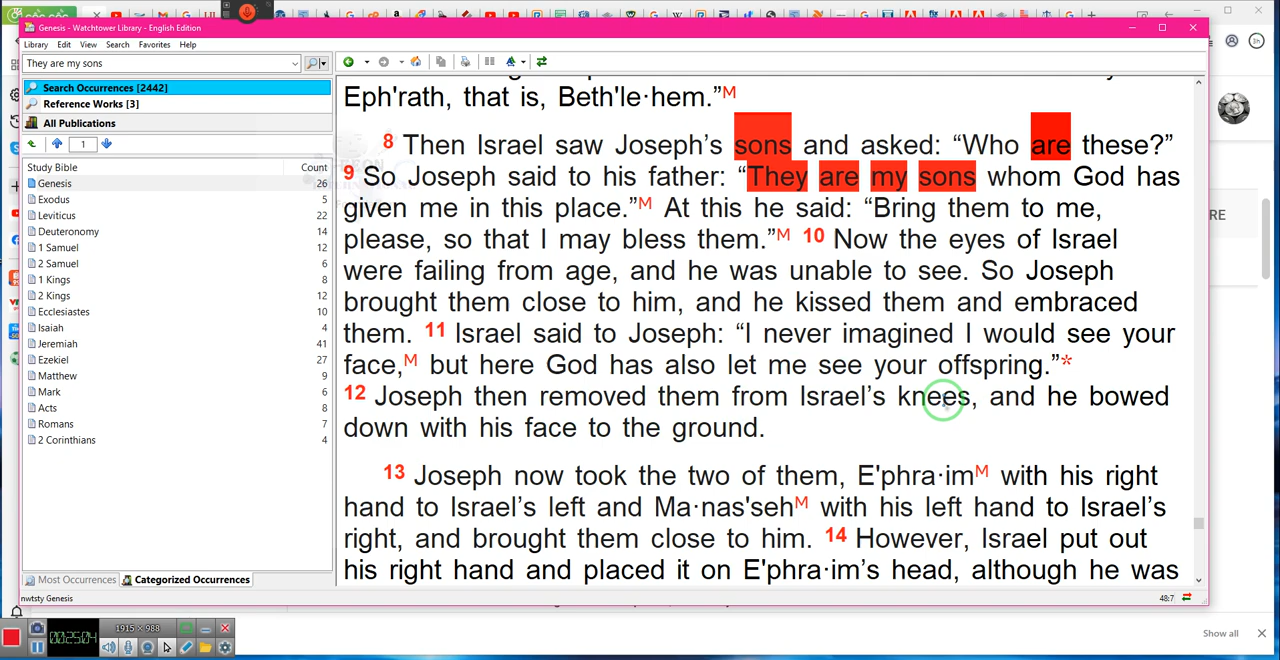 Genesis - Watchtower Library - English Edition
Library Edit View Search Favorites Help
They are my sons
Search Occurrences [2442]
Reference Works [3]
All Publications
1
Study Bible Count
Genesis 26
Exodus 5
Leviticus 22
Deuteronomy 14
1 Samuel 12
2 Samuel 6
1 Kings 8
2 Kings 12
Ecclesiastes 10
Isaiah 4
Jeremiah 41
Ezekiel 27
Matthew 9
Mark 6
Acts 8
Romans 7
2 Corinthians 4
Most Occurrences Categorized Occurrences
nwtsty Genesis
Eph'rath, that is, Beth'le·hem.”M
8 Then Israel saw Joseph’s sons and asked: “Who are these?”
9 So Joseph said to his father: “They are my sons whom God has
given me in this place.”M At this he said: “Bring them to me,
please, so that I may bless them.”M 10 Now the eyes of Israel
were failing from age, and he was unable to see. So Joseph
brought them close to him, and he kissed them and embraced
them. 11 Israel said to Joseph: “I never imagined I would see your
face,M but here God has also let me see your offspring.”*
12 Joseph then removed them from Israel’s knees, and he bowed
down with his face to the ground.
13 Joseph now took the two of them, E'phra·imM with his right
hand to Israel’s left and Ma·nas'sehM with his left hand to Israel’s
right, and brought them close to him. 14 However, Israel put out
his right hand and placed it on E'phra·im’s head, although he was
48:7
RE
1915 x 988
00:25:04
Show all